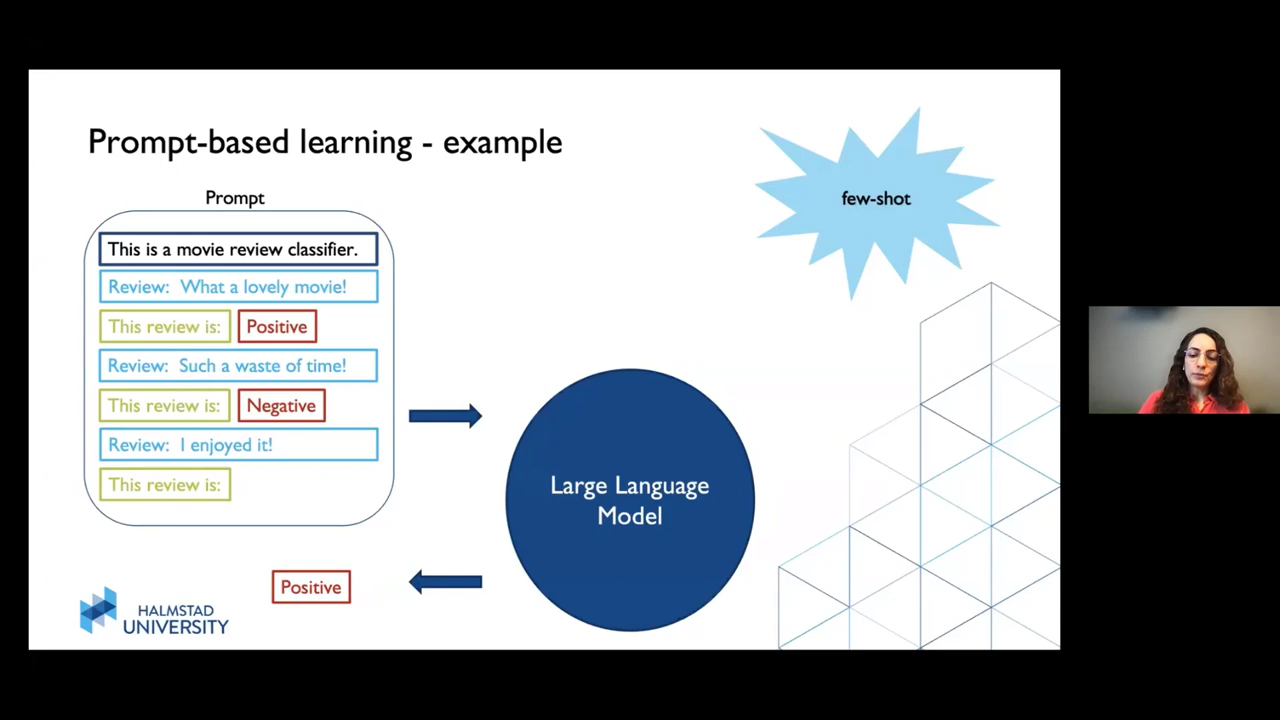 Prompt-based learning - example
few-shot
Prompt
This is a movie review classifier.
Review: What a lovely movie!
This review is: Positive
Review: Such a waste of time!
This review is: Negative
Review: I enjoyed it!
This review is:
Large Language
Model
Positive
HALMSTAD
UNIVERSITY